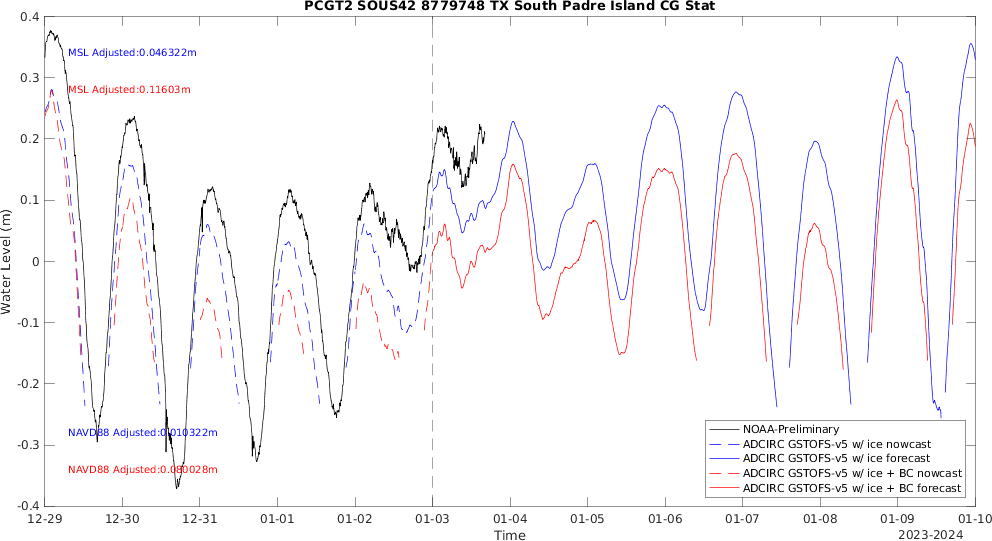 PCGT2 SOUS42 8779748 TX South Padre Island CG Stat
0.4
0.3
0.2
0.1
0
-0.1
-0.2
-0.3
-0.4
Water Level (m)
MSL Adjusted:0.046322m
MSL Adjusted:0.11603m
NAVD88 Adjusted:0.010322m
NAVD88 Adjusted:0.080028m
NOAA-Preliminary
ADCIRC GSTOFS-v5 w/ ice nowcast
ADCIRC GSTOFS-v5 w/ ice forecast
ADCIRC GSTOFS-v5 w/ ice + BC nowcast
ADCIRC GSTOFS-v5 w/ ice + BC forecast
12-29 12-30 12-31 01-01 01-02 01-03 01-04 01-05 01-06 01-07 01-08 01-09 01-10
Time
2023-2024